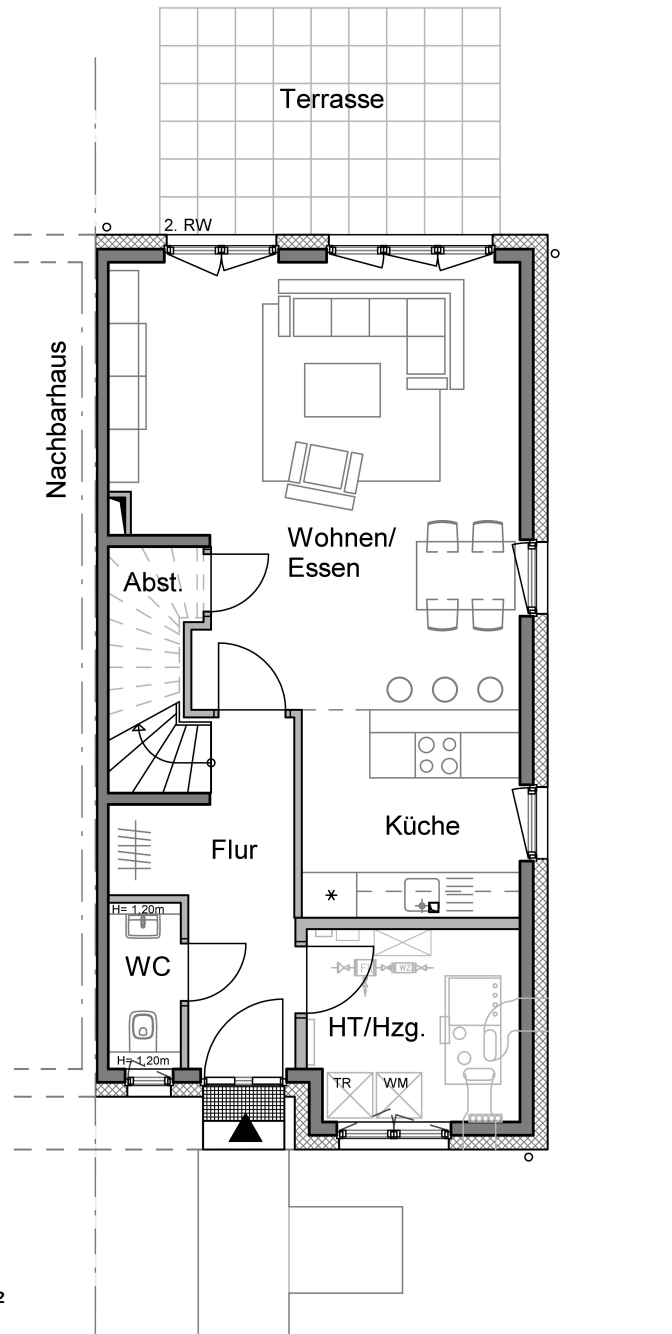 Terrasse
2. RW
Nachbarhaus
Wohnen/
Essen
Abst.
Küche
Flur
*
H= 1,20m
WC
WZ
HT/Hzg.
H= 1,20m
TR
WM
2